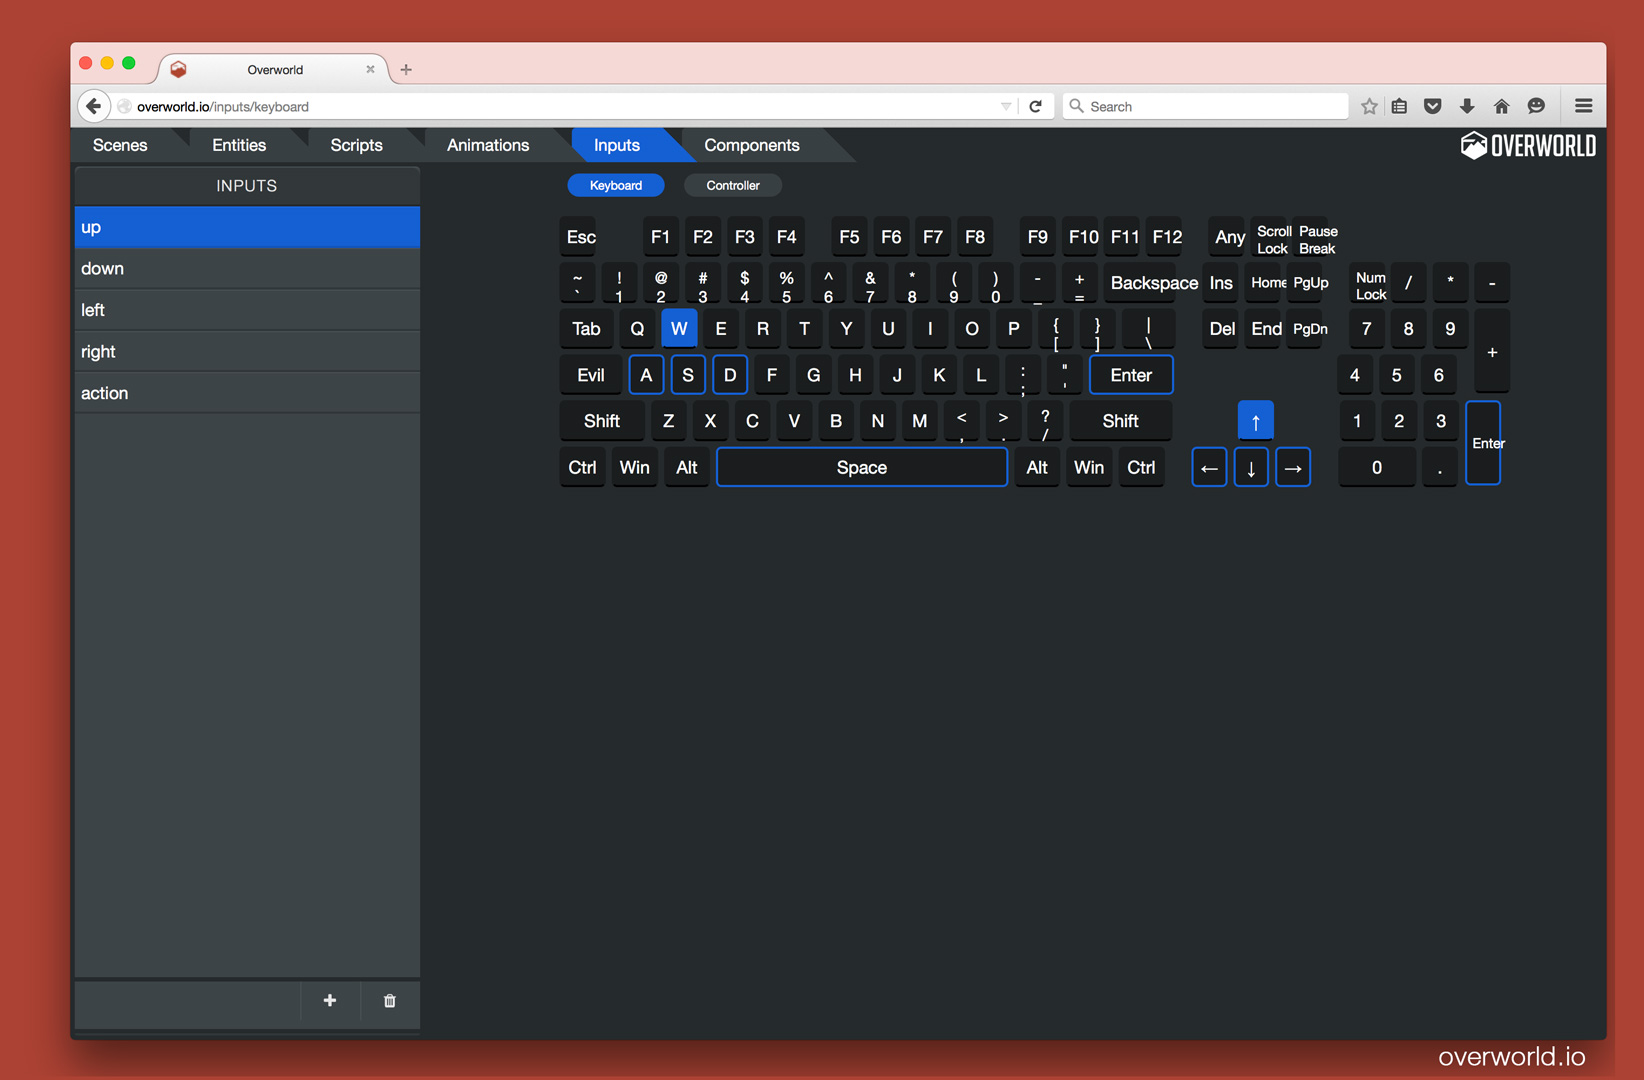 Overworld
overworld.io/inputs/keyboard
Search
Scenes Entities Scripts Animations Inputs Components
OVERWORLD
INPUTS
up
down
left
right
action
Keyboard Controller
Esc F1 F2 F3 F4 F5 F6 F7 F8 F9 F10 F11 F12 Any Scroll Lock Pause Break
~ ` ! 1 @ 2 # 3 $ 4 % 5 ^ 6 & 7 * 8 ( 9 ) 0 - _ + = Backspace Ins Home PgUp Num Lock / * -
Tab Q W E R T Y U I O P { [ } ] | \ Del End PgDn 7 8 9 +
Evil A S D F G H J K L : ; " ' Enter 4 5 6
Shift Z X C V B N M < , > . ? / Shift ↑ 1 2 3 Enter
Ctrl Win Alt Space Alt Win Ctrl ← ↓ → 0 .
overworld.io